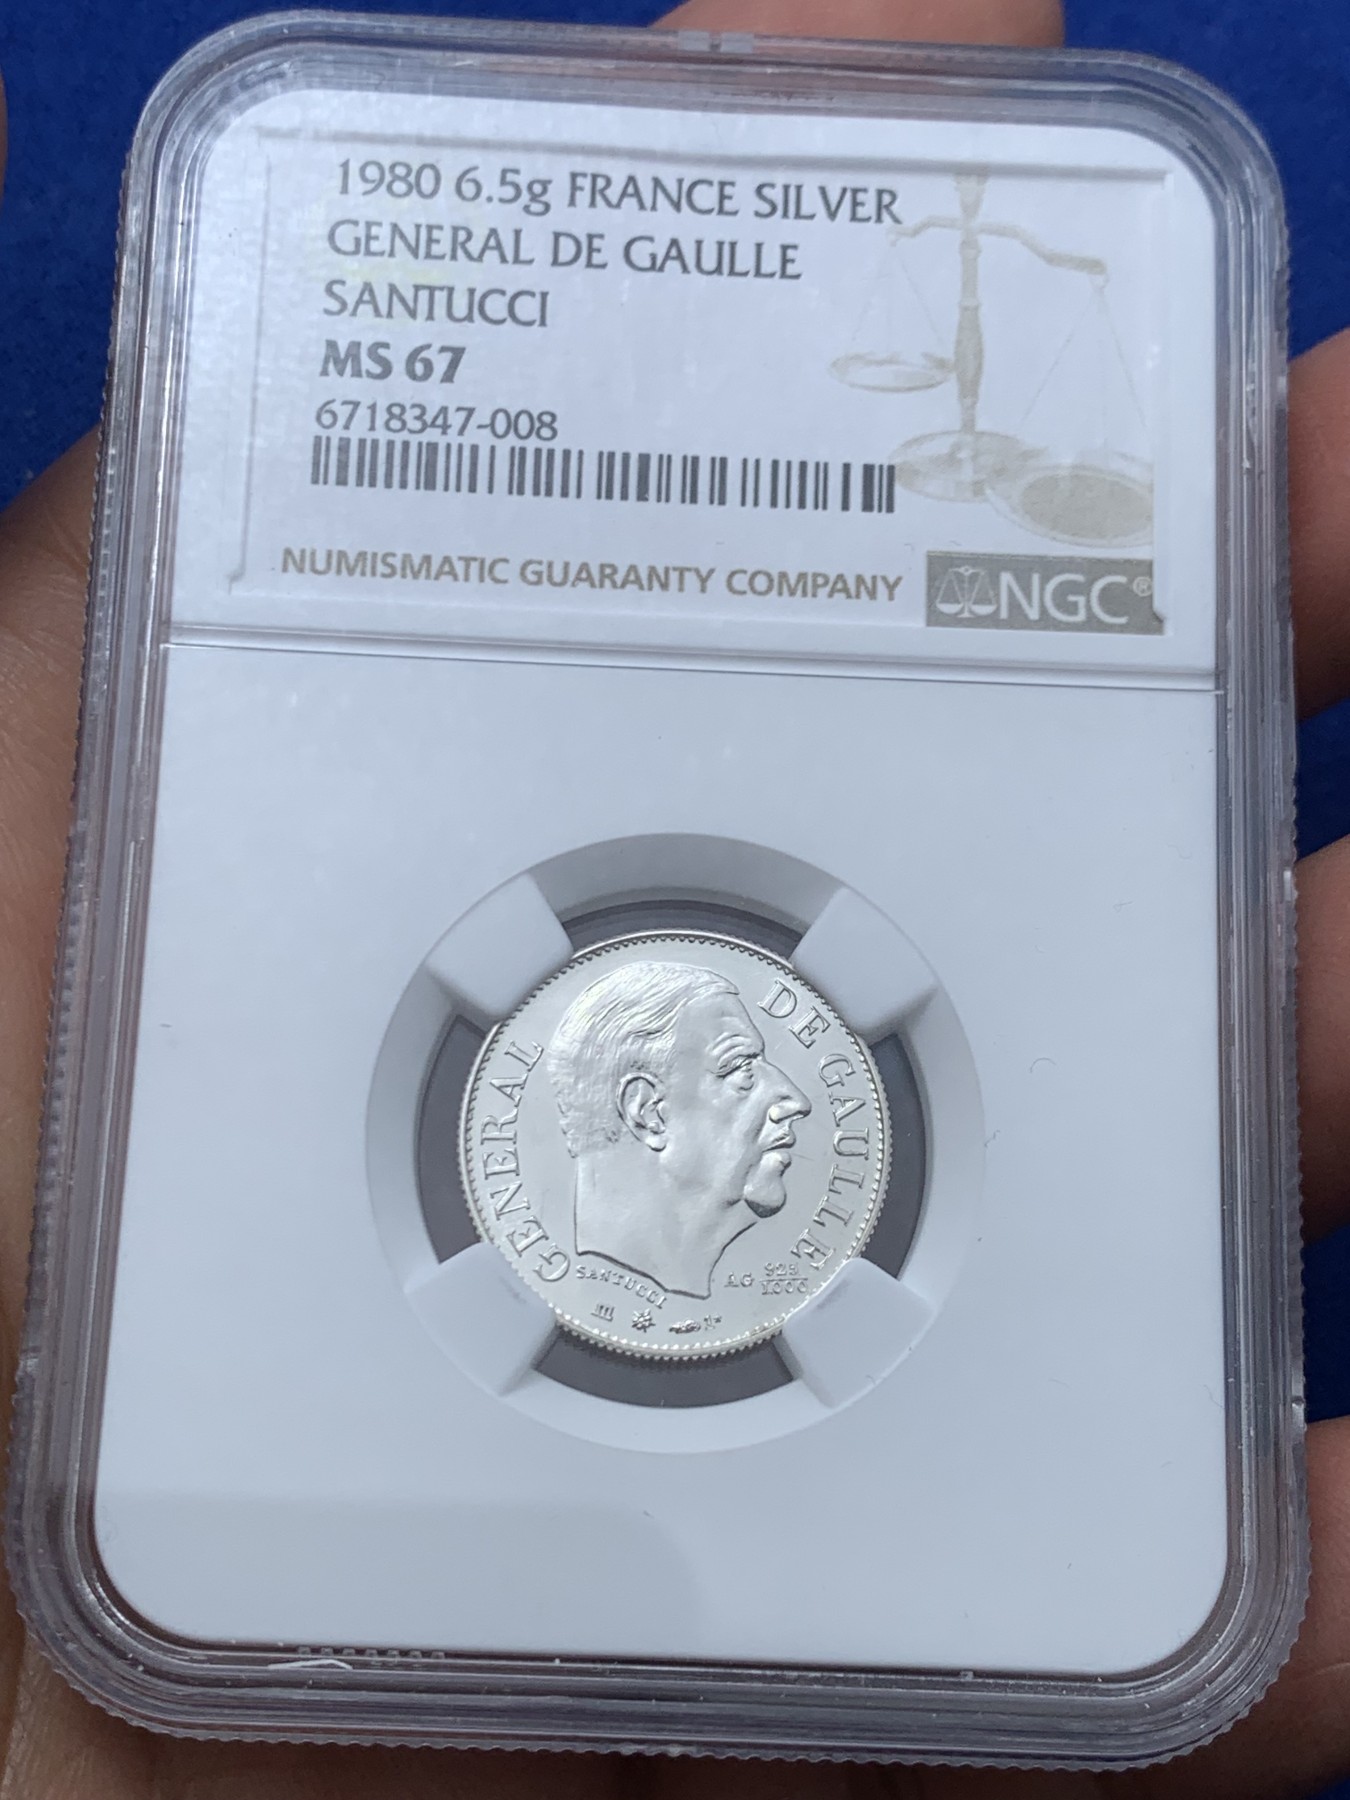 1980 6.5g FRANCE SILVER
GENERAL DE GAULLE
SANTUCCI
MS 67
6718347-008
NUMISMATIC GUARANTY COMPANY
NGC®
GENERAL
DE GAULLE
SANTUCCI
AG 925/1000